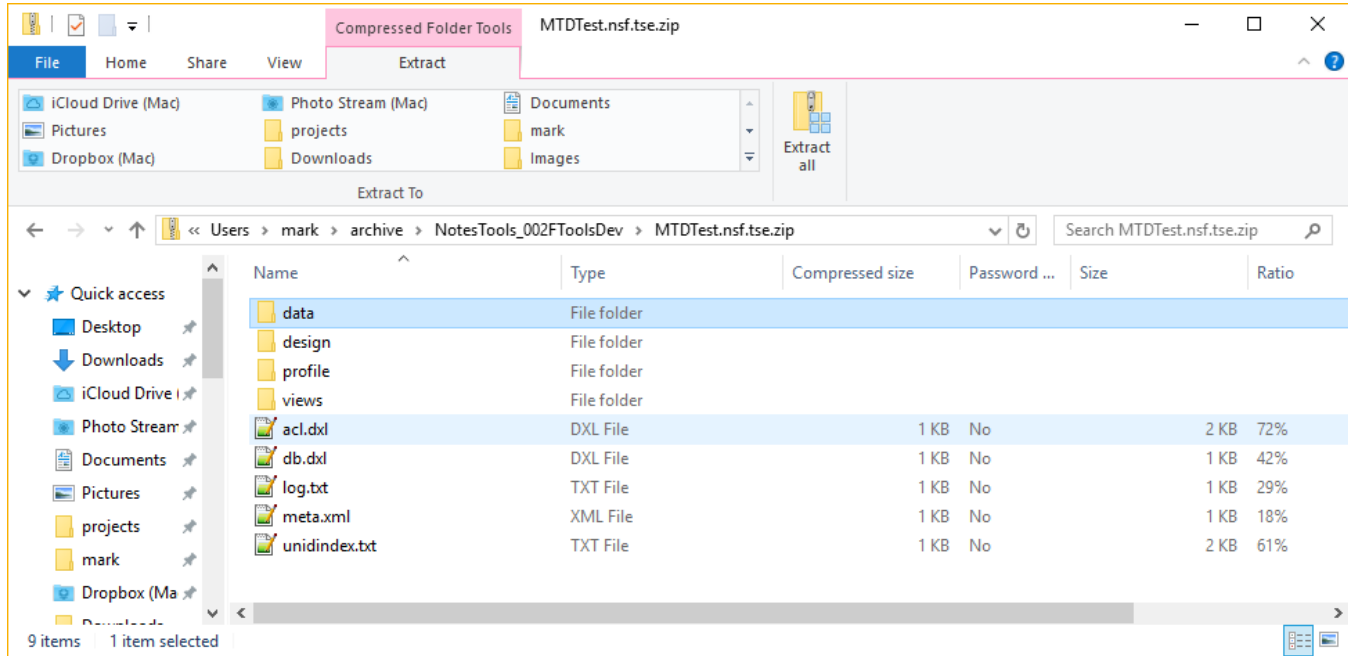 Compressed Folder Tools MTDTest.nsf.tse.zip
File Home Share View Extract
iCloud Drive (Mac) Photo Stream (Mac) Documents
Pictures projects mark
Dropbox (Mac) Downloads Images
Extract all
Extract To
« Users > mark > archive > NotesTools_002FToolsDev > MTDTest.nsf.tse.zip Search MTDTest.nsf.tse.zip
Name Type Compressed size Password ... Size Ratio
Quick access
Desktop
Downloads
iCloud Drive (
Photo Stream
Documents
Pictures
projects
mark
Dropbox (Ma
data File folder
design File folder
profile File folder
views File folder
acl.dxl DXL File 1 KB No 2 KB 72%
db.dxl DXL File 1 KB No 1 KB 42%
log.txt TXT File 1 KB No 1 KB 29%
meta.xml XML File 1 KB No 1 KB 18%
unidindex.txt TXT File 1 KB No 2 KB 61%
9 items 1 item selected